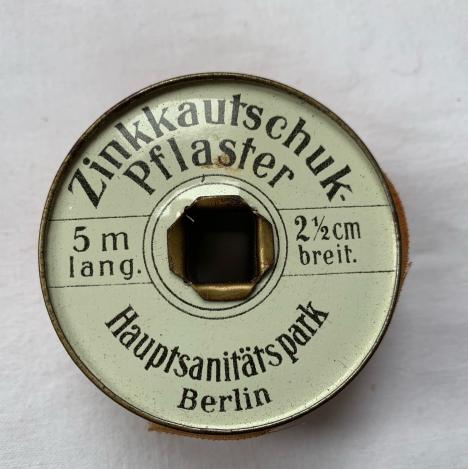 Zinkkautschuk-
Pflaster
5 m
lang.
2½ cm
breit.
Hauptsanitätspark
Berlin